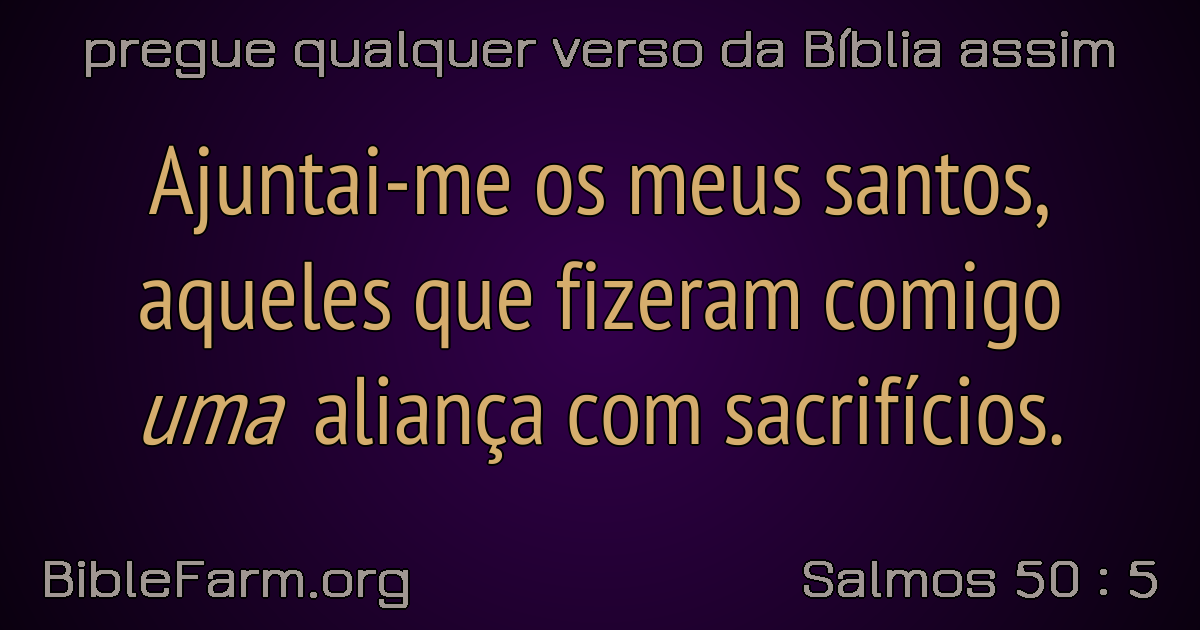 pregue qualquer verso da Bíblia assim
Ajuntai-me os meus santos,
aqueles que fizeram comigo
uma aliança com sacrifícios.
BibleFarm.org
Salmos 50 : 5